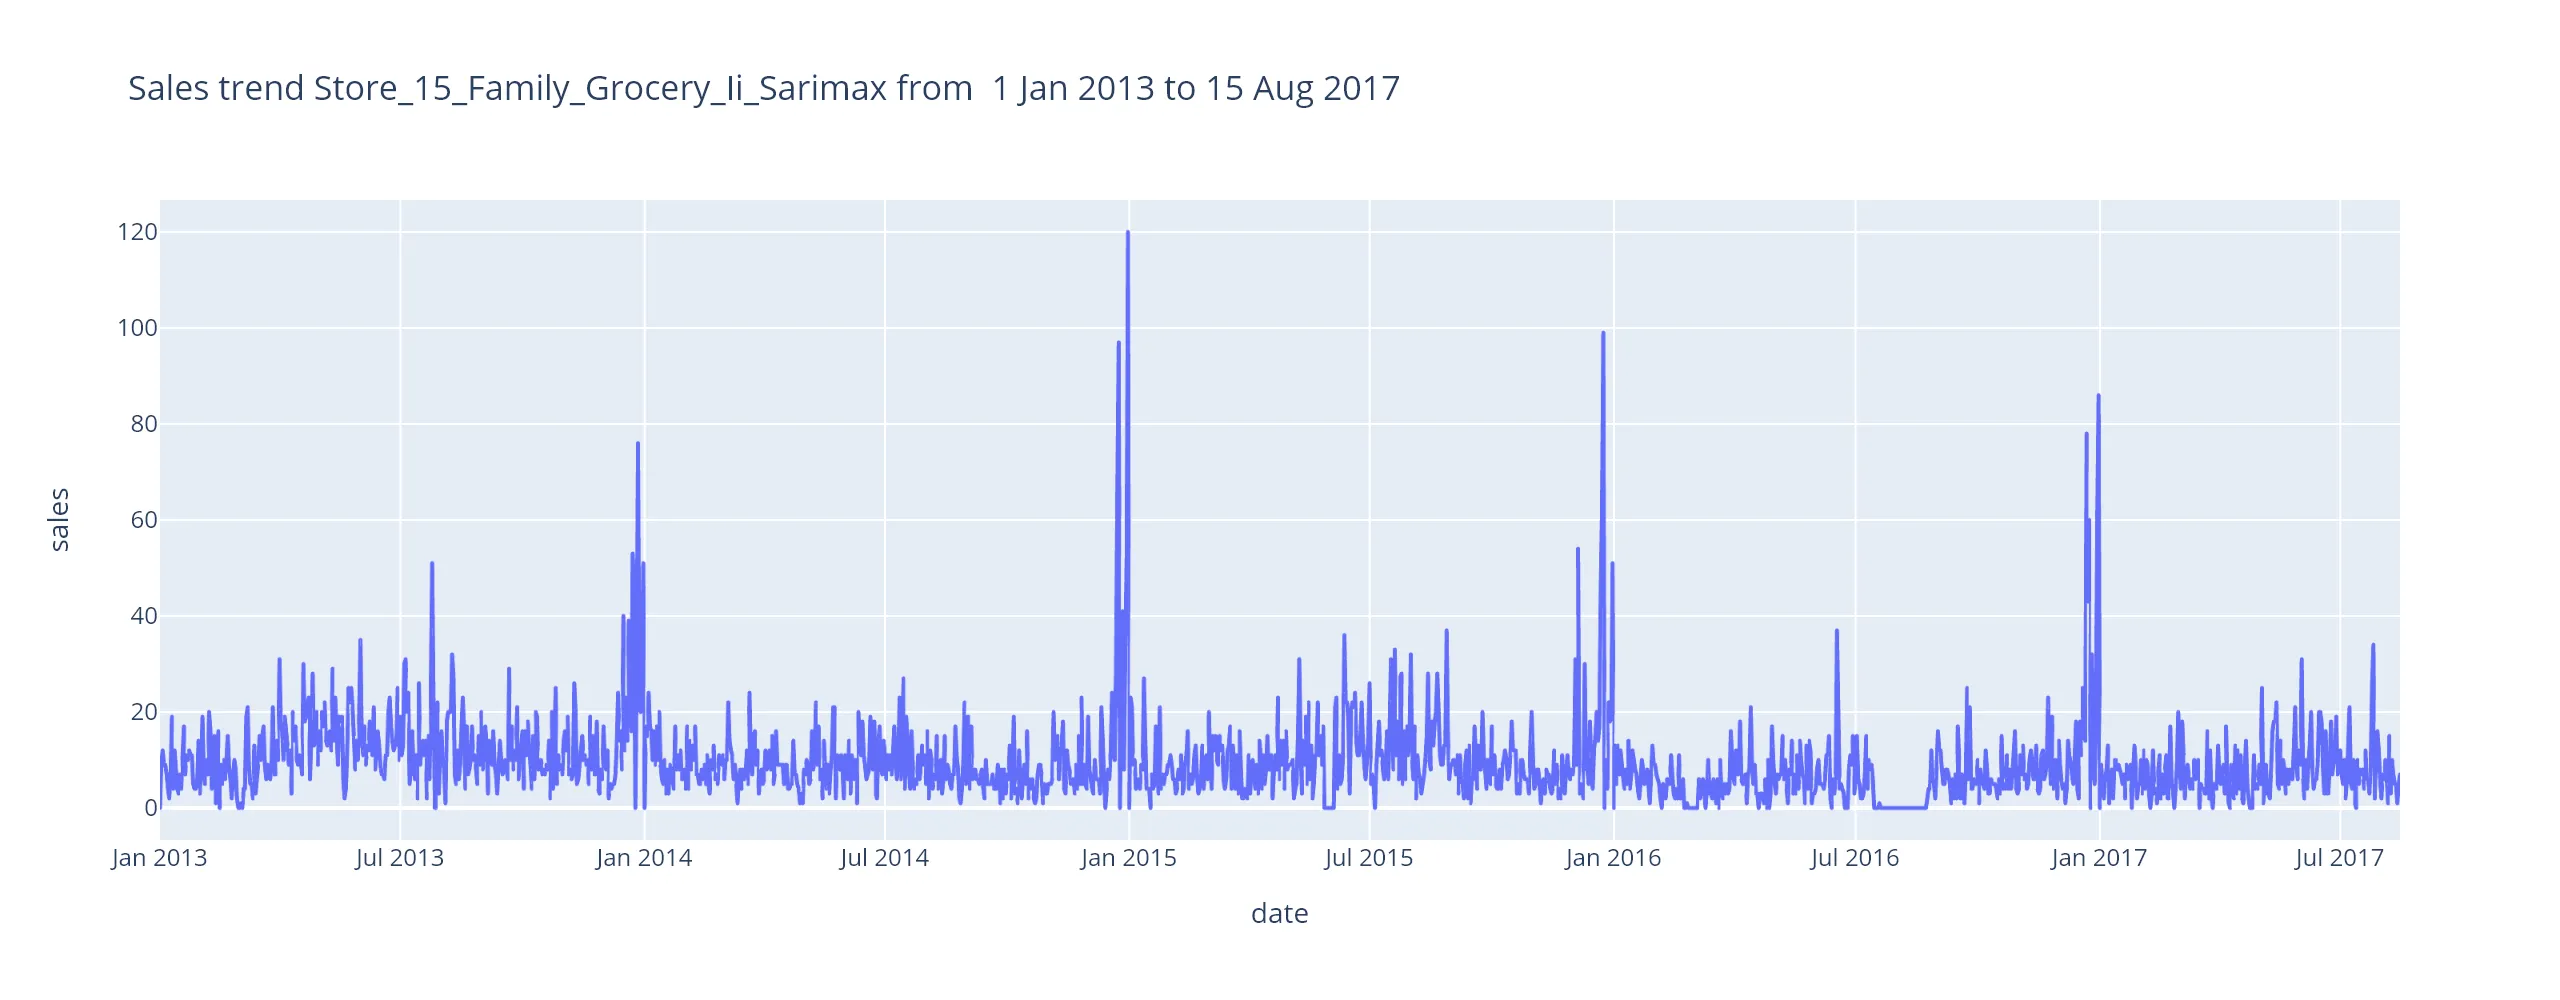 Sales trend Store_15_Family_Grocery_Ii_Sarimax from  1 Jan 2013 to 15 Aug 2017
120
100
80
60
40
20
0
sales
Jan 2013 Jul 2013 Jan 2014 Jul 2014 Jan 2015 Jul 2015 Jan 2016 Jul 2016 Jan 2017 Jul 2017
date